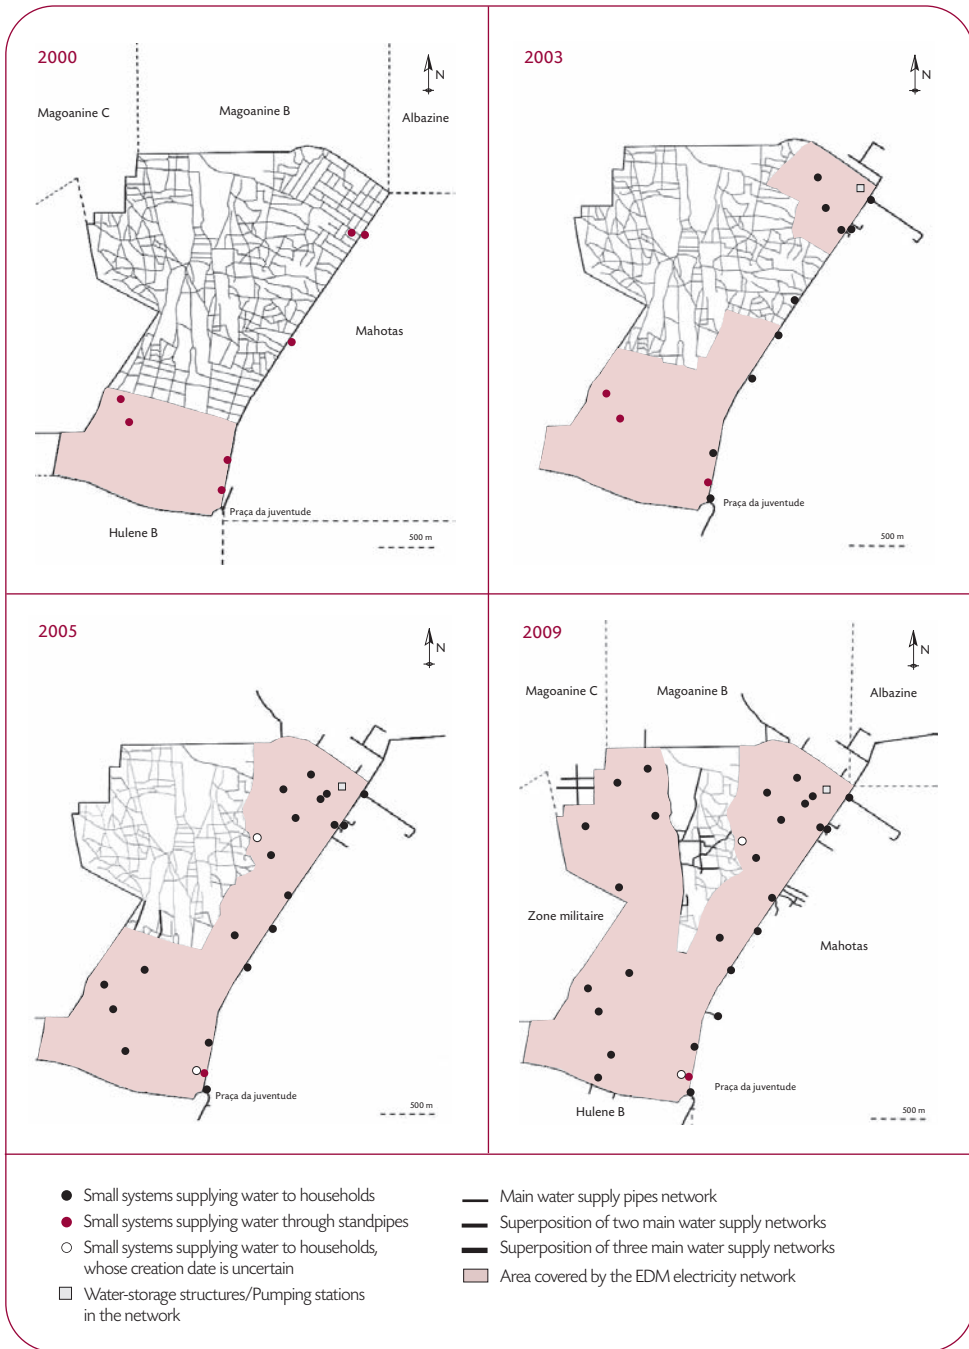 2000
N
Magoanine C
Magoanine B
Albazine
Mahotas
Praça da juventude
Hulene B
500 m
2003
N
Praça da juventude
500 m
2005
N
Praça da juventude
500 m
2009
N
Magoanine C
Magoanine B
Albazine
Zone militaire
Mahotas
Praça da juventude
Hulene B
500 m
Small systems supplying water to households
Small systems supplying water through standpipes
Small systems supplying water to households,
whose creation date is uncertain
Water-storage structures/Pumping stations
in the network
Main water supply pipes network
Superposition of two main water supply networks
Superposition of three main water supply networks
Area covered by the EDM electricity network